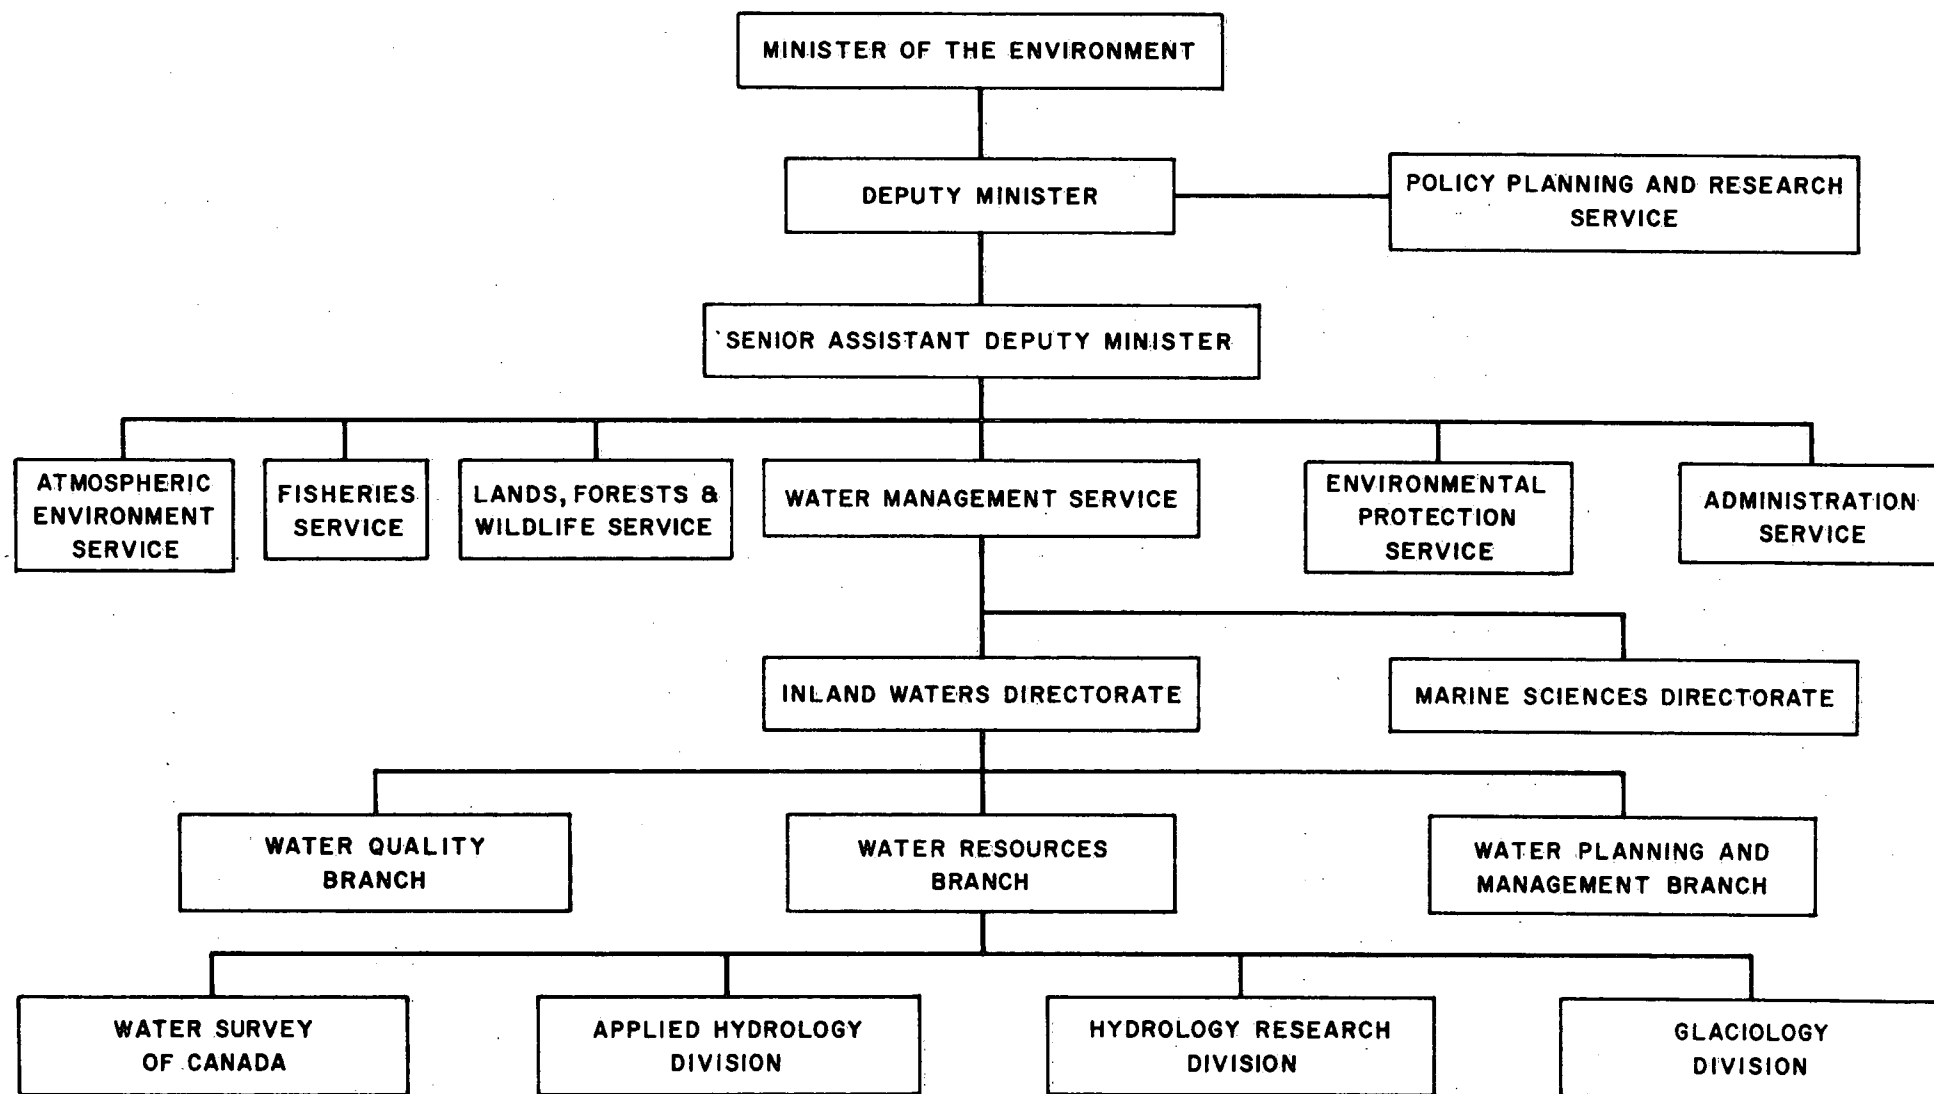 MINISTER OF THE ENVIRONMENT
DEPUTY MINISTER
POLICY PLANNING AND RESEARCH
SERVICE
SENIOR ASSISTANT DEPUTY MINISTER
ATMOSPHERIC
ENVIRONMENT
SERVICE
FISHERIES
SERVICE
LANDS, FORESTS &
WILDLIFE SERVICE
WATER MANAGEMENT SERVICE
ENVIRONMENTAL
PROTECTION
SERVICE
ADMINISTRATION
SERVICE
INLAND WATERS DIRECTORATE
MARINE SCIENCES DIRECTORATE
WATER QUALITY
BRANCH
WATER RESOURCES
BRANCH
WATER PLANNING AND
MANAGEMENT BRANCH
WATER SURVEY
OF CANADA
APPLIED HYDROLOGY
DIVISION
HYDROLOGY RESEARCH
DIVISION
GLACIOLOGY
DIVISION